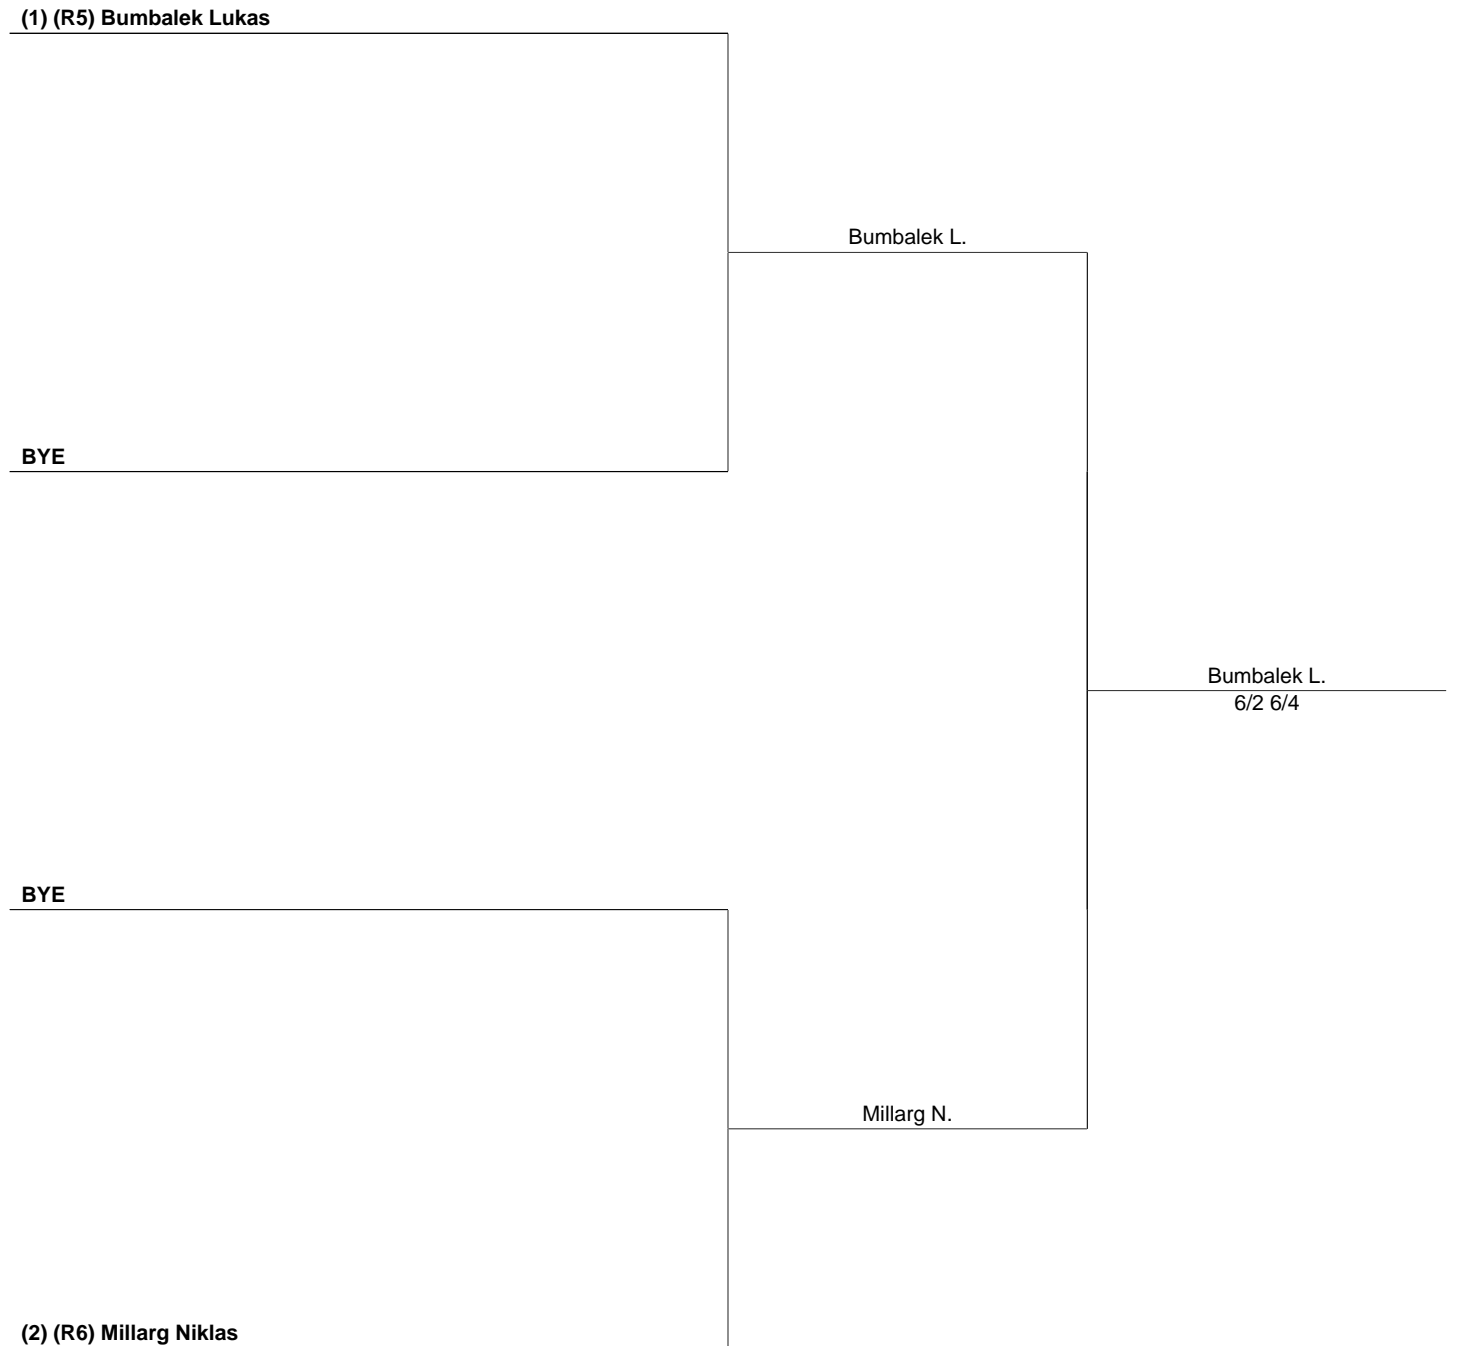 (1) (R5) Bumbalek Lukas
Bumbalek L.
BYE
Bumbalek L.
6/2 6/4
BYE
Millarg N.
(2) (R6) Millarg Niklas